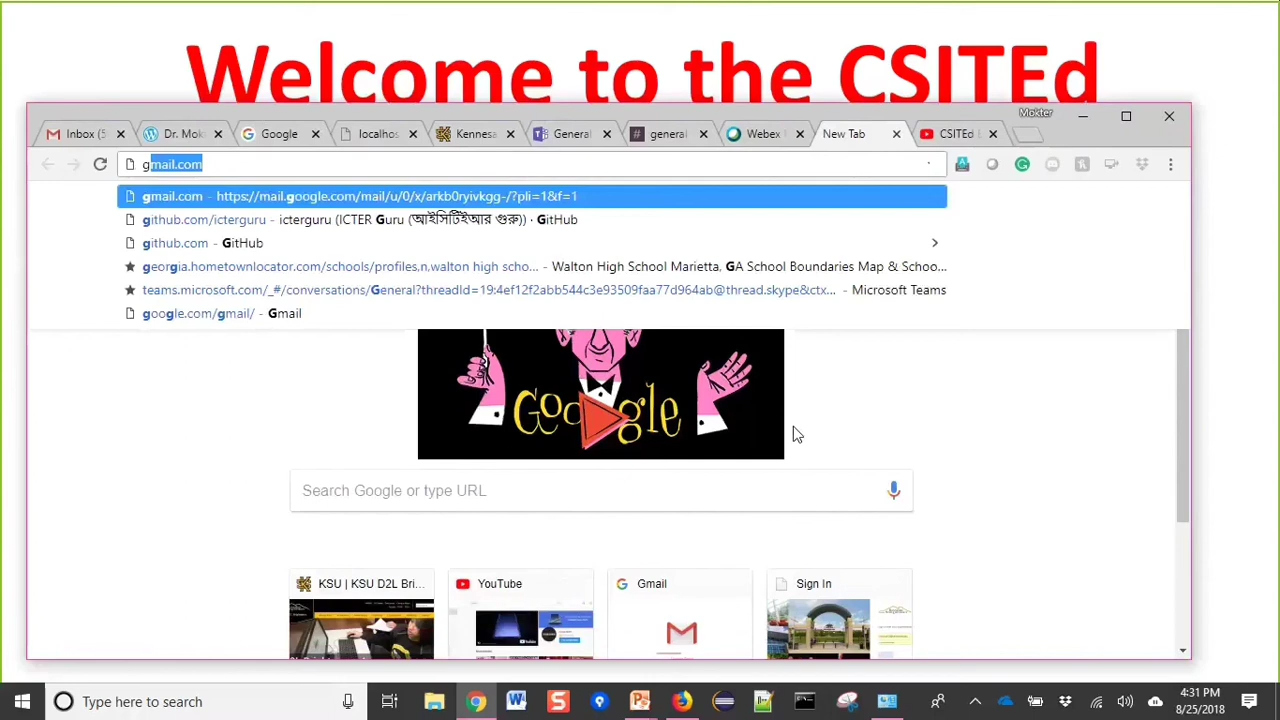 Welcome to the CSITEd
Mokter
Inbox (5
Dr. Mok
Google
localhos
Kennesa
General
general
Webex
New Tab
CSITEd
gmail.com
gmail.com - https://mail.google.com/mail/u/0/x/arkb0ryivkgg-/?pli=1&f=1
github.com/icterguru - icterguru (ICTER Guru (আইসিটিইআর গুরু)) · GitHub
github.com - GitHub
georgia.hometownlocator.com/schools/profiles,n,walton high scho... - Walton High School Marietta, GA School Boundaries Map & Schoo...
teams.microsoft.com/_#/conversations/General?threadId=19:4ef12f2abb544c3e93509faa77d964ab@thread.skype&ctx... - Microsoft Teams
google.com/gmail/ - Gmail
Google
Search Google or type URL
KSU | KSU D2L Bri...
YouTube
Gmail
Sign In
Type here to search
4:31 PM
8/25/2018